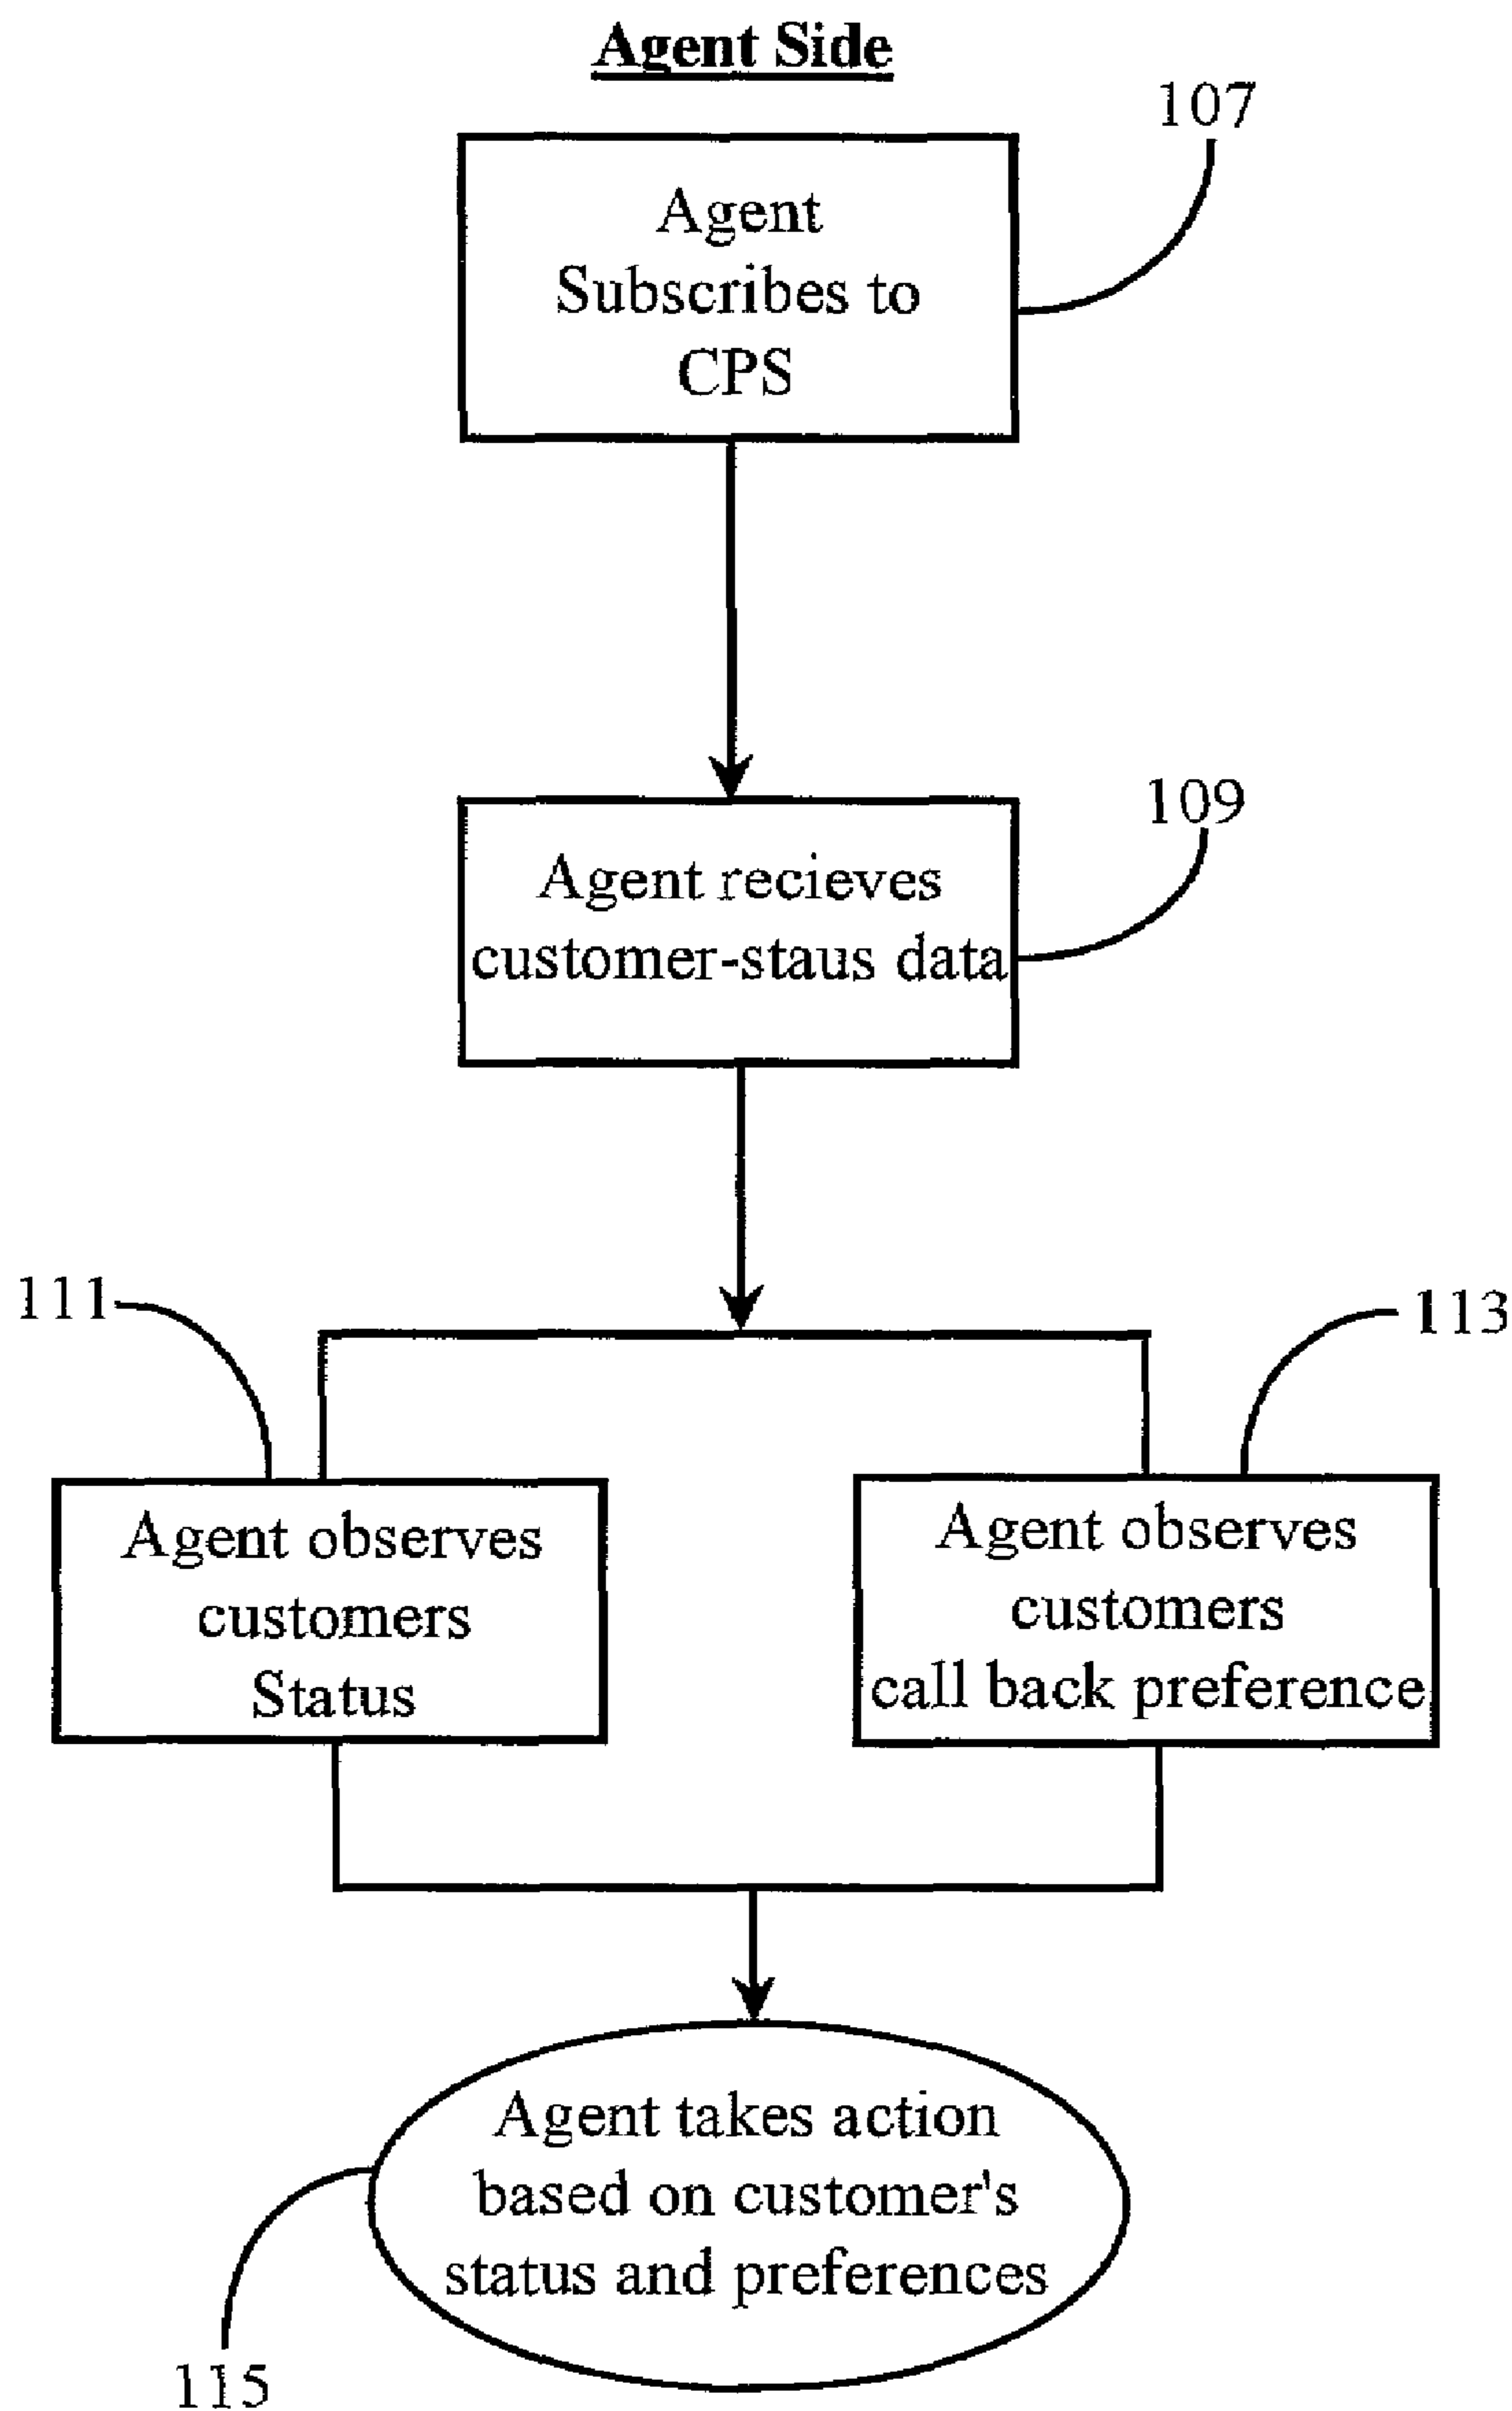 Agent Side
107
Agent
Subscribes to
CPS
109
Agent recieves
customer-staus data
111
113
Agent observes
customers
Status
Agent observes
customers
call back preference
Agent takes action
based on customer's
status and preferences
115